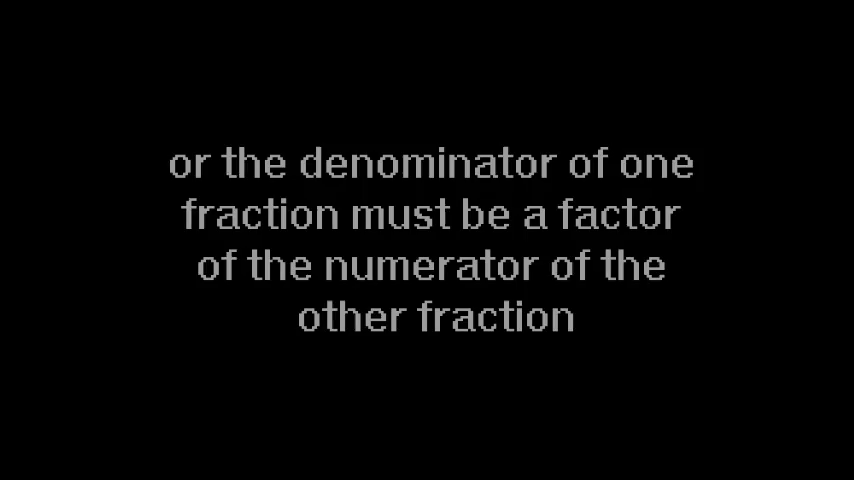 or the denominator of one
fraction must be a factor
of the numerator of the
other fraction